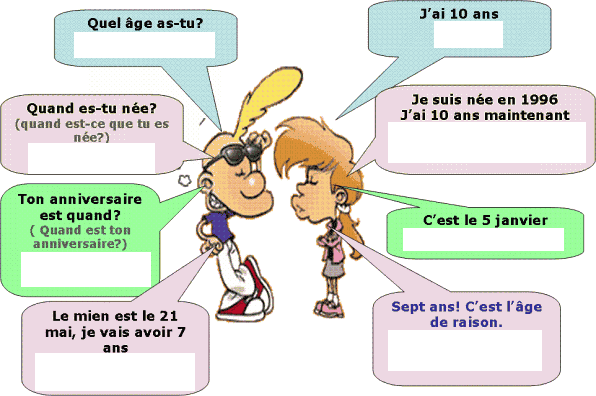 Quel âge as-tu?
J’ai 10 ans
Quand es-tu née?
(quand est-ce que tu es
née?)
Je suis née en 1996
J’ai 10 ans maintenant
Ton anniversaire
est quand?
( Quand est ton
anniversaire?)
C’est le 5 janvier
Le mien est le 21
mai, je vais avoir 7
ans
Sept ans! C’est l’âge
de raison.